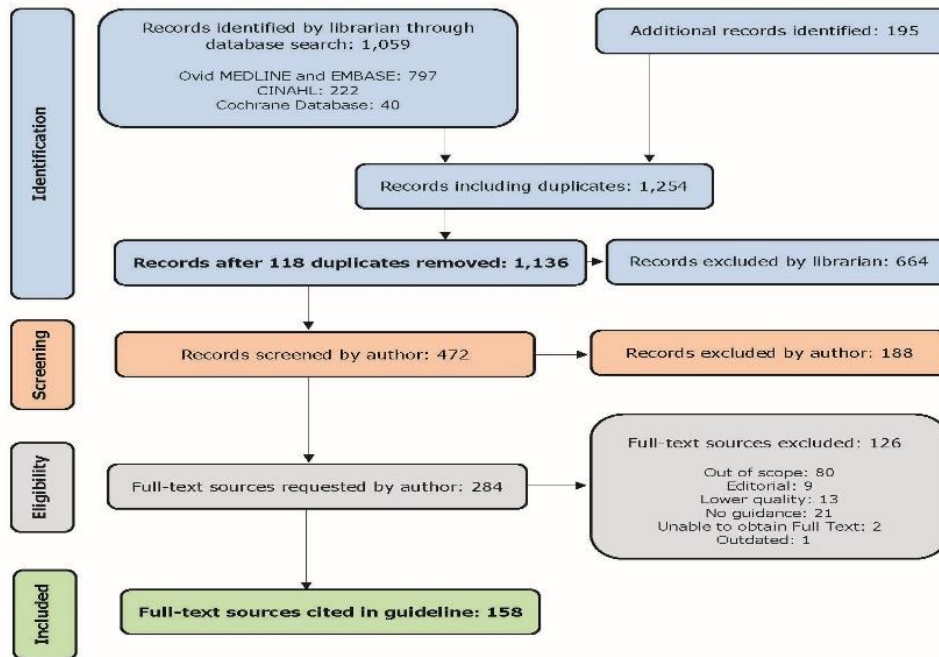 Identification
Records identified by librarian through
database search: 1,059
Ovid MEDLINE and EMBASE: 797
CINAHL: 222
Cochrane Database: 40
Additional records identified: 195
Records including duplicates: 1,254
Records after 118 duplicates removed: 1,136
Records excluded by librarian: 664
Screening
Records screened by author: 472
Records excluded by author: 188
Eligibility
Full-text sources requested by author: 284
Full-text sources excluded: 126
Out of scope: 80
Editorial: 9
Lower quality: 13
No guidance: 21
Unable to obtain Full Text: 2
Outdated: 1
Included
Full-text sources cited in guideline: 158